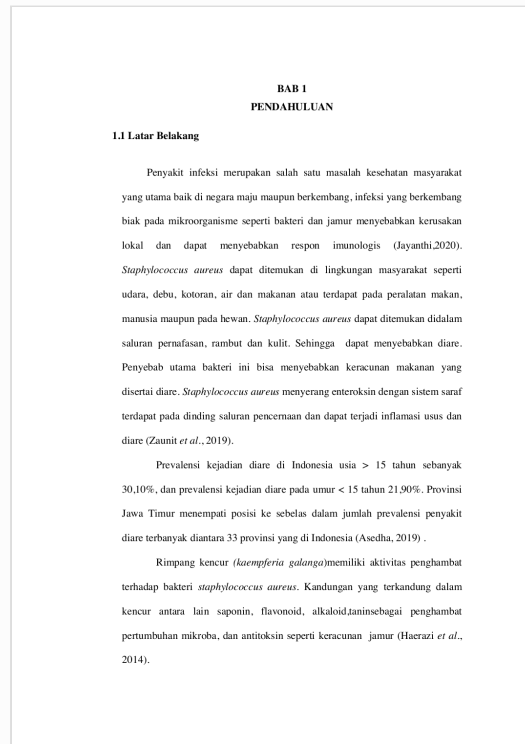 BAB 1
PENDAHULUAN
1.1 Latar Belakang
Penyakit infeksi merupakan salah satu masalah kesehatan masyarakat
yang utama baik di negara maju maupun berkembang, infeksi yang berkembang
biak pada mikroorganisme seperti bakteri dan jamur menyebabkan kerusakan
lokal dan dapat menyebabkan respon imunologis (Jayanthi,2020).
Staphylococcus aureus dapat ditemukan di lingkungan masyarakat seperti
udara, debu, kotoran, air dan makanan atau terdapat pada peralatan makan,
manusia maupun pada hewan. Staphylococcus aureus dapat ditemukan didalam
saluran pernafasan, rambut dan kulit. Sehingga dapat menyebabkan diare.
Penyebab utama bakteri ini bisa menyebabkan keracunan makanan yang
disertai diare. Staphylococcus aureus menyerang enteroksin dengan sistem saraf
terdapat pada dinding saluran pencernaan dan dapat terjadi inflamasi usus dan
diare (Zaunit et al., 2019).
Prevalensi kejadian diare di Indonesia usia > 15 tahun sebanyak
30,10%, dan prevalensi kejadian diare pada umur < 15 tahun 21,90%. Provinsi
Jawa Timur menempati posisi ke sebelas dalam jumlah prevalensi penyakit
diare terbanyak diantara 33 provinsi yang di Indonesia (Asedha, 2019) .
Rimpang kencur (kaempferia galanga)memiliki aktivitas penghambat
terhadap bakteri staphylococcus aureus. Kandungan yang terkandung dalam
kencur antara lain saponin, flavonoid, alkaloid,taninsebagai penghambat
pertumbuhan mikroba, dan antitoksin seperti keracunan jamur (Haerazi et al.,
2014).